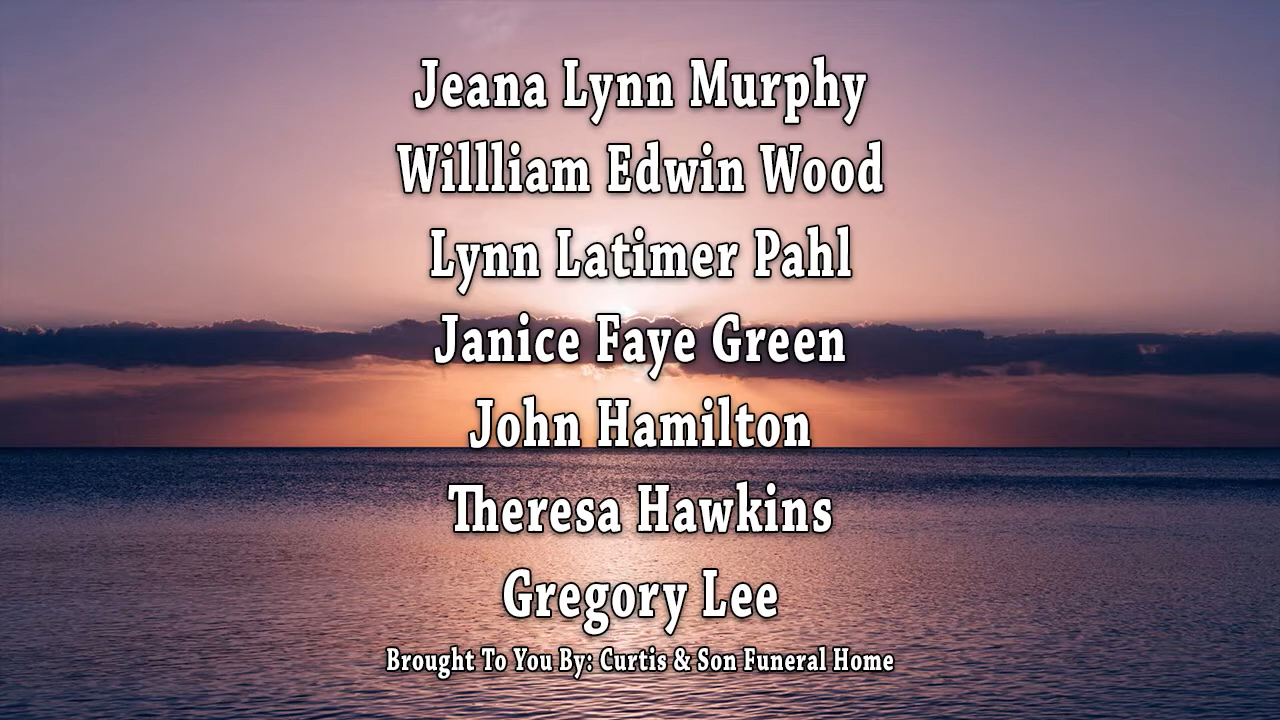 Jeana Lynn Murphy
Willliam Edwin Wood
Lynn Latimer Pahl
Janice Faye Green
John Hamilton
Theresa Hawkins
Gregory Lee
Brought To You By: Curtis & Son Funeral Home